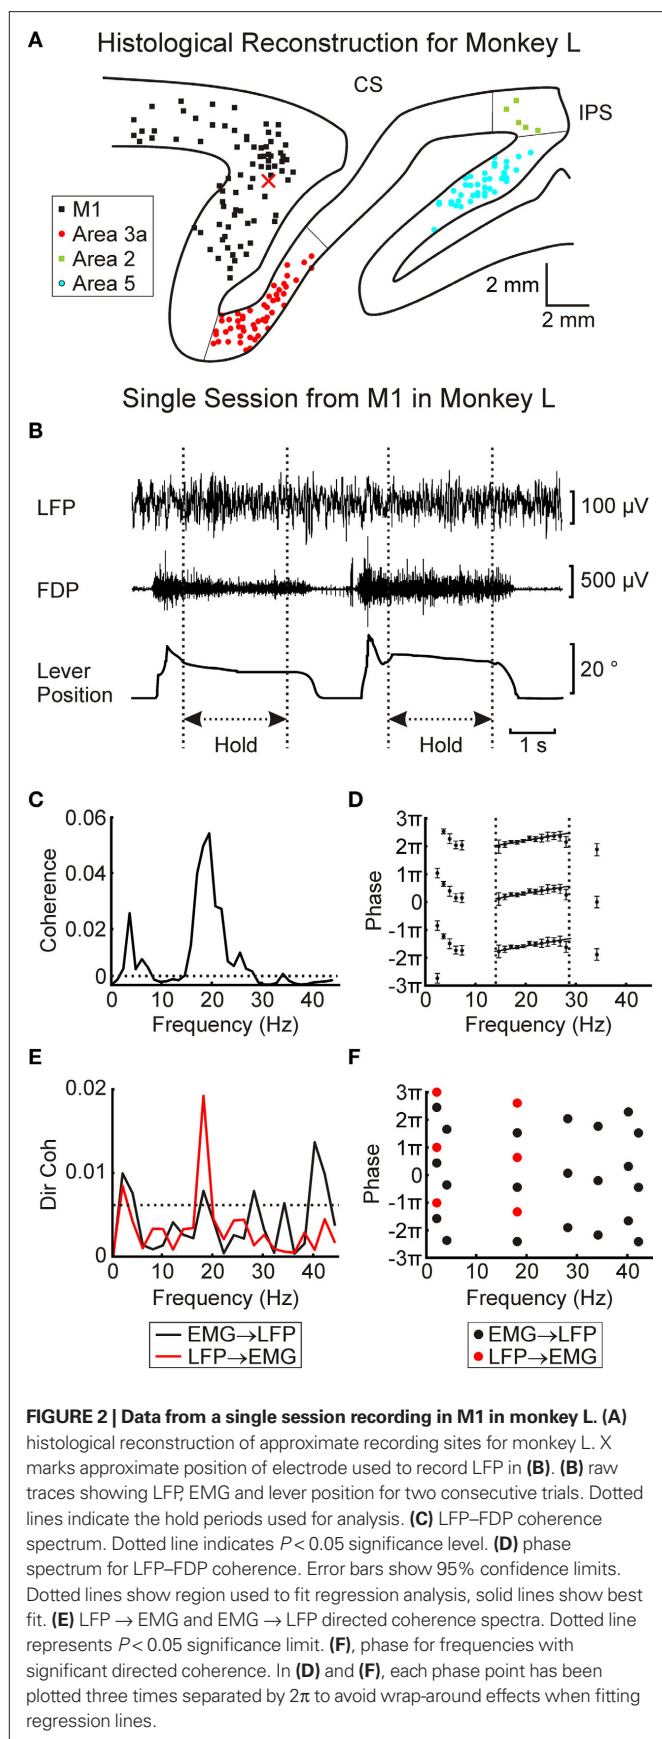 A Histological Reconstruction for Monkey L
CS
IPS
M1
Area 3a
Area 2
Area 5
2 mm
2 mm
Single Session from M1 in Monkey L
B
LFP
100 µV
FDP
500 µV
Lever
Position
20 °
Hold
Hold
1 s
C
0.06
0.04
0.02
0
Coherence
0 10 20 30 40
Frequency (Hz)
D
3π
2π
1π
0
-1π
-2π
-3π
Phase
0 10 20 30 40
Frequency (Hz)
E
0.02
0.01
0
Dir Coh
0 10 20 30 40
Frequency (Hz)
EMG→LFP
LFP→EMG
F
3π
2π
1π
0
-1π
-2π
-3π
Phase
0 10 20 30 40
Frequency (Hz)
EMG→LFP
LFP→EMG
FIGURE 2 | Data from a single session recording in M1 in monkey L. (A)
histological reconstruction of approximate recording sites for monkey L. X
marks approximate position of electrode used to record LFP in (B). (B) raw
traces showing LFP, EMG and lever position for two consecutive trials. Dotted
lines indicate the hold periods used for analysis. (C) LFP–FDP coherence
spectrum. Dotted line indicates P < 0.05 significance level. (D) phase
spectrum for LFP–FDP coherence. Error bars show 95% confidence limits.
Dotted lines show region used to fit regression analysis, solid lines show best
fit. (E) LFP → EMG and EMG → LFP directed coherence spectra. Dotted line
represents P < 0.05 significance limit. (F), phase for frequencies with
significant directed coherence. In (D) and (F), each phase point has been
plotted three times separated by 2π to avoid wrap-around effects when fitting
regression lines.